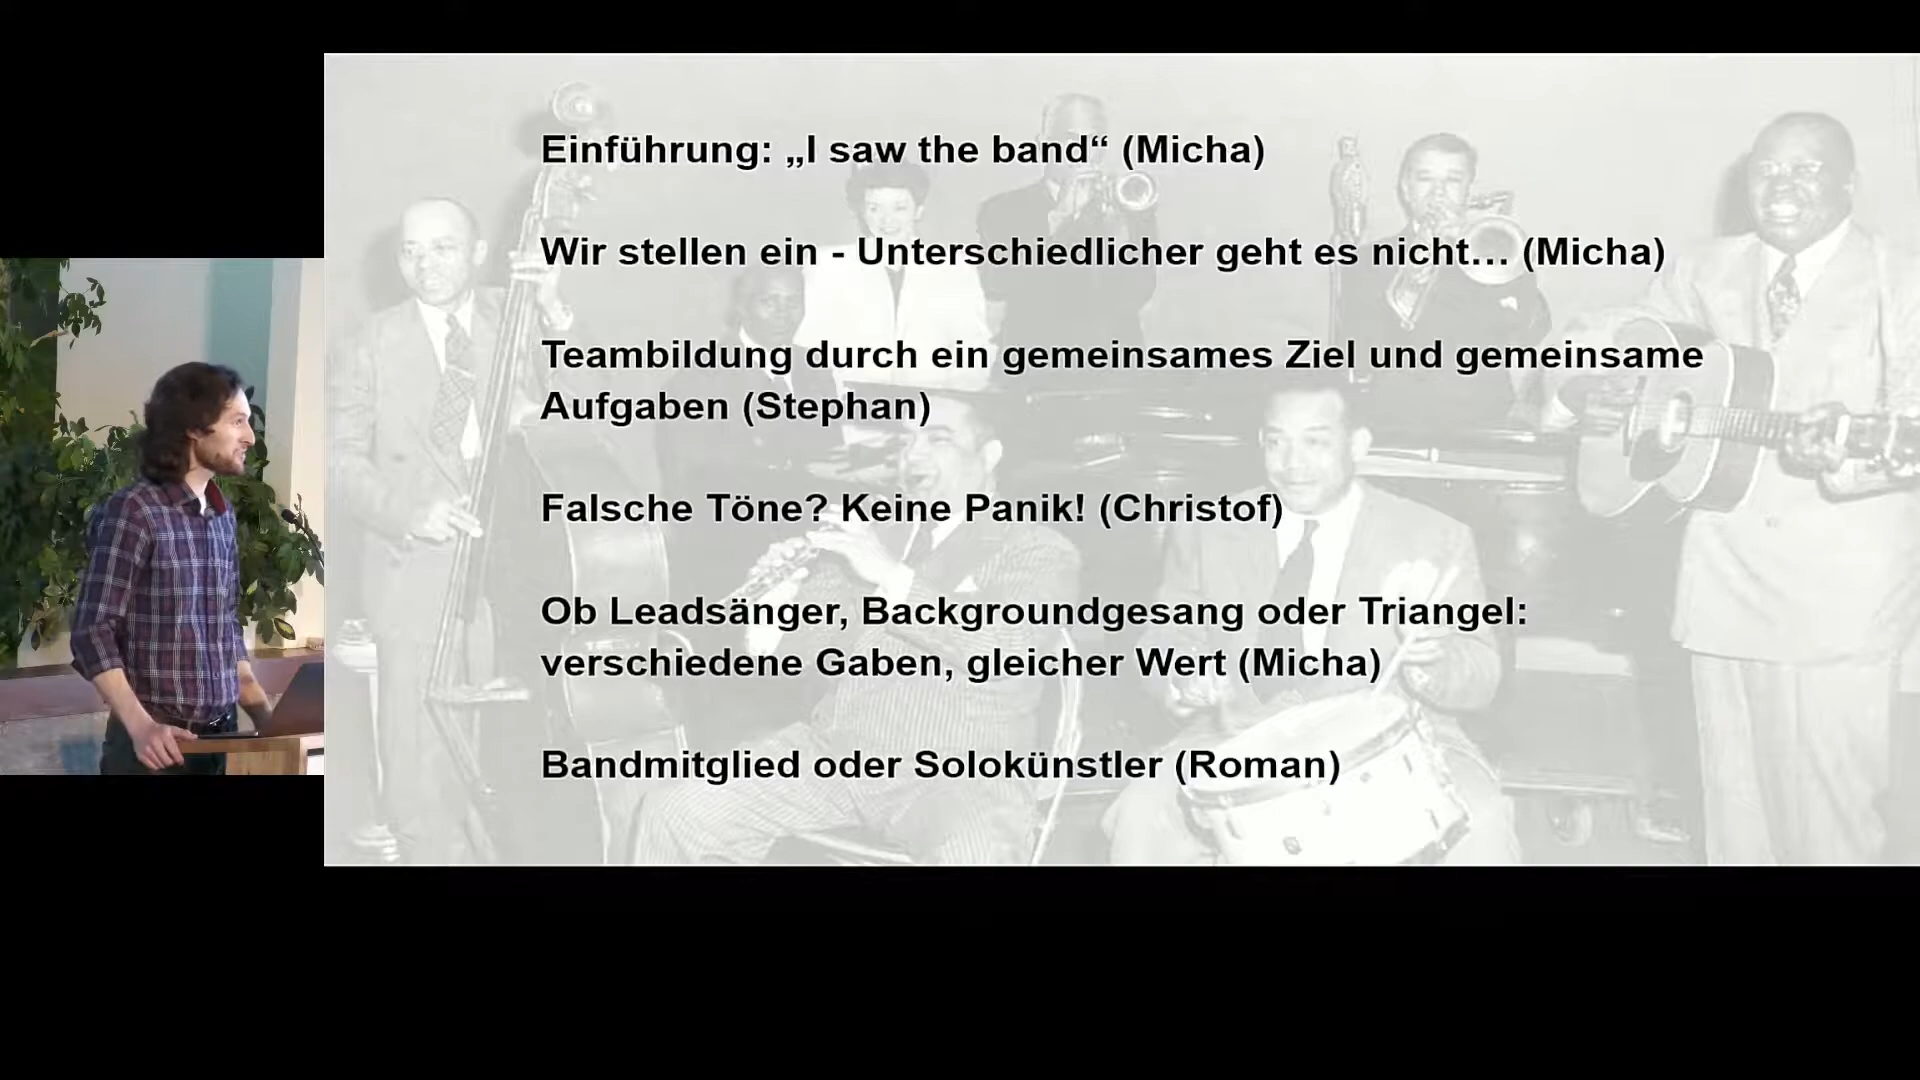 Einführung: „I saw the band“ (Micha)
Wir stellen ein - Unterschiedlicher geht es nicht… (Micha)
Teambildung durch ein gemeinsames Ziel und gemeinsame
Aufgaben (Stephan)
Falsche Töne? Keine Panik! (Christof)
Ob Leadsänger, Backgroundgesang oder Triangel:
verschiedene Gaben, gleicher Wert (Micha)
Bandmitglied oder Solokünstler (Roman)